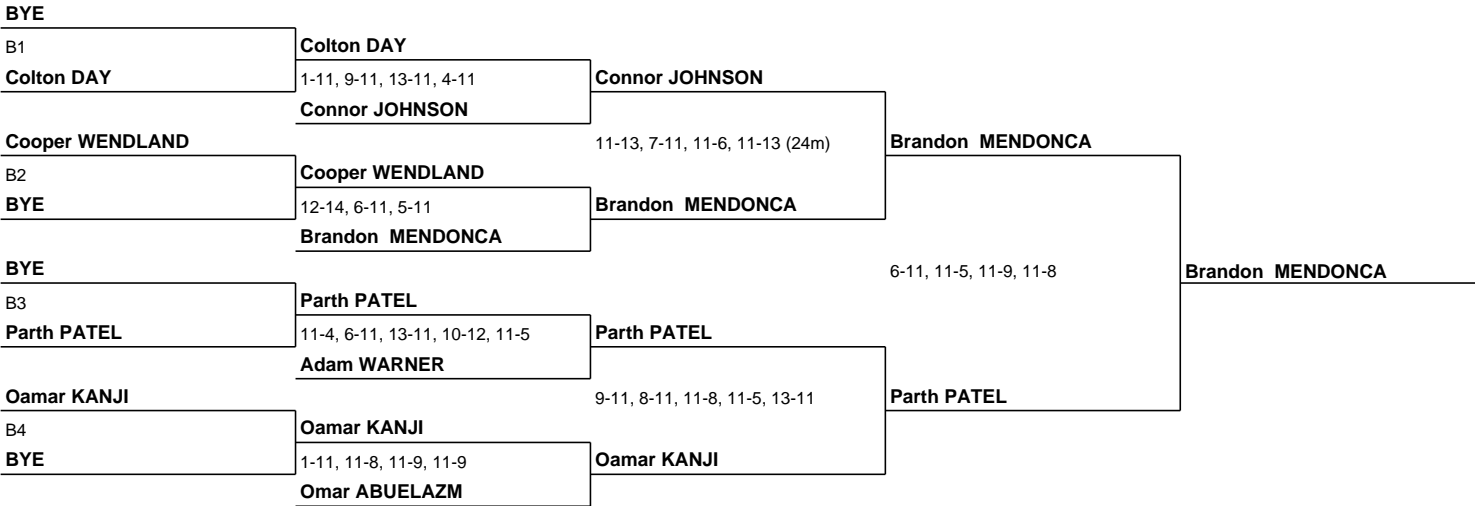 BYE
B1
Colton DAY
Colton DAY
1-11, 9-11, 13-11, 4-11
Connor JOHNSON
Connor JOHNSON
Cooper WENDLAND
B2
BYE
Cooper WENDLAND
12-14, 6-11, 5-11
Brandon MENDONCA
11-13, 7-11, 11-6, 11-13 (24m)
Brandon MENDONCA
Brandon MENDONCA
BYE
B3
Parth PATEL
Parth PATEL
11-4, 6-11, 13-11, 10-12, 11-5
Adam WARNER
Parth PATEL
6-11, 11-5, 11-9, 11-8
Brandon MENDONCA
Oamar KANJI
B4
BYE
Oamar KANJI
1-11, 11-8, 11-9, 11-9
Omar ABUELAZM
9-11, 8-11, 11-8, 11-5, 13-11
Oamar KANJI
Parth PATEL